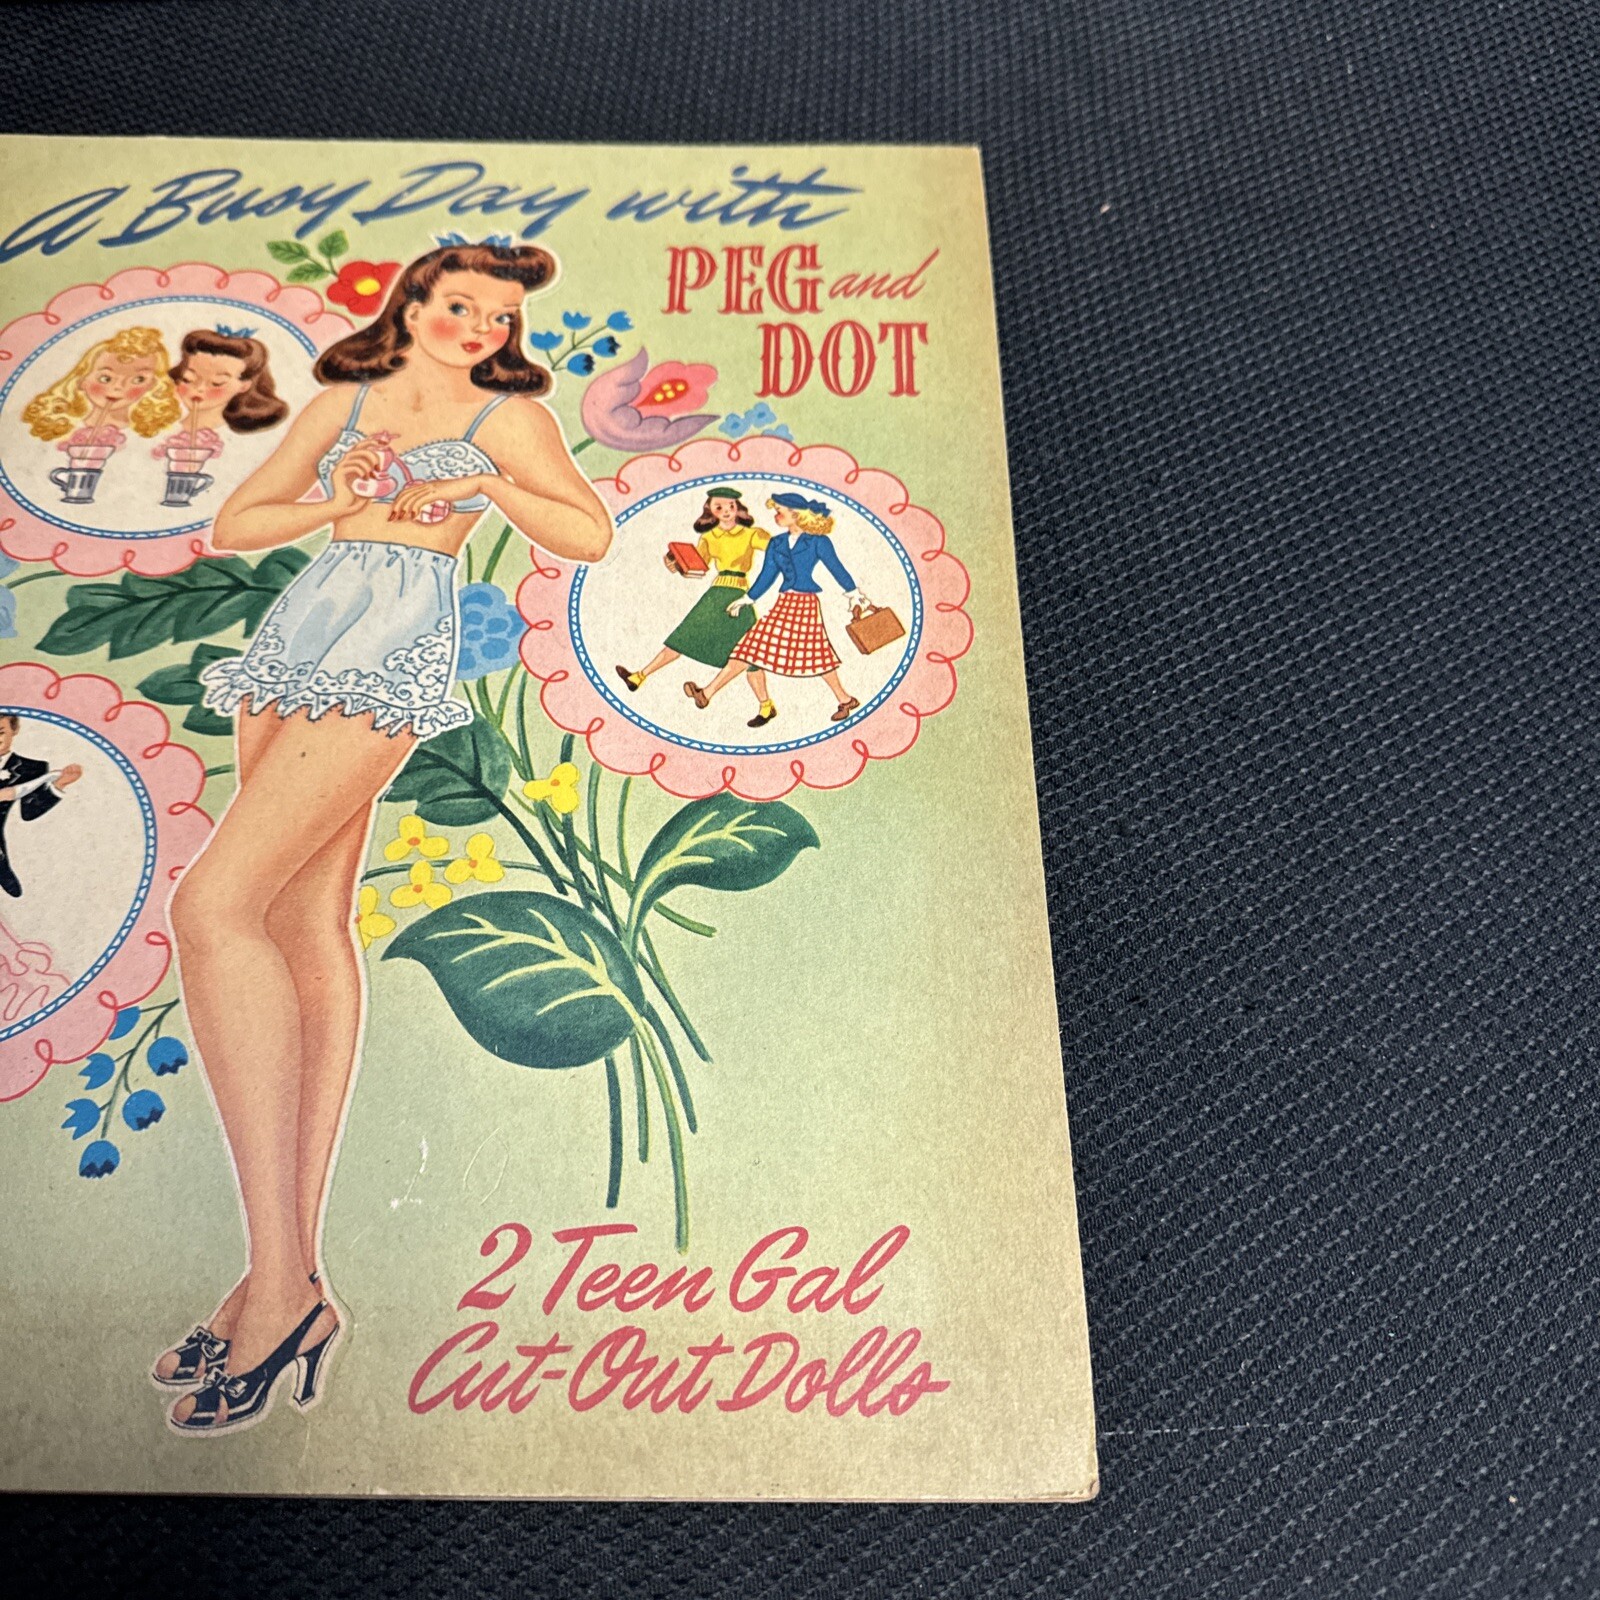 A Busy Day with
PEG and
DOT
2 Teen Gal
Cut-Out Dolls